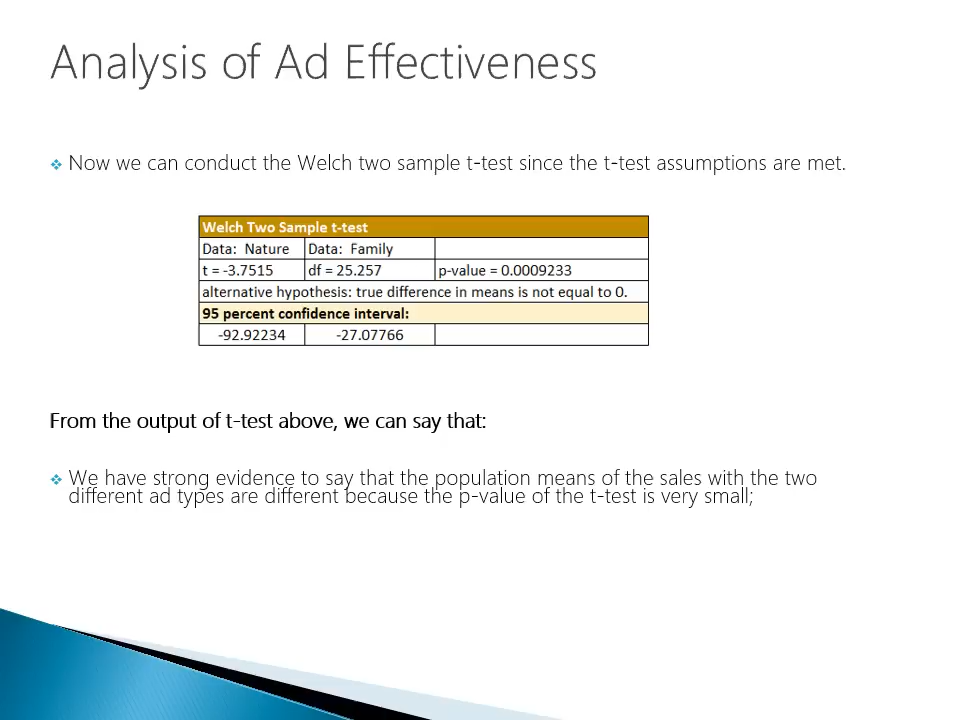 Analysis of Ad Effectiveness
Now we can conduct the Welch two sample t-test since the t-test assumptions are met.
Welch Two Sample t-test
Data: Nature Data: Family
t = -3.7515 df = 25.257 p-value = 0.0009233
alternative hypothesis: true difference in means is not equal to 0.
95 percent confidence interval:
-92.92234 -27.07766
From the output of t-test above, we can say that:
We have strong evidence to say that the population means of the sales with the two
different ad types are different because the p-value of the t-test is very small;